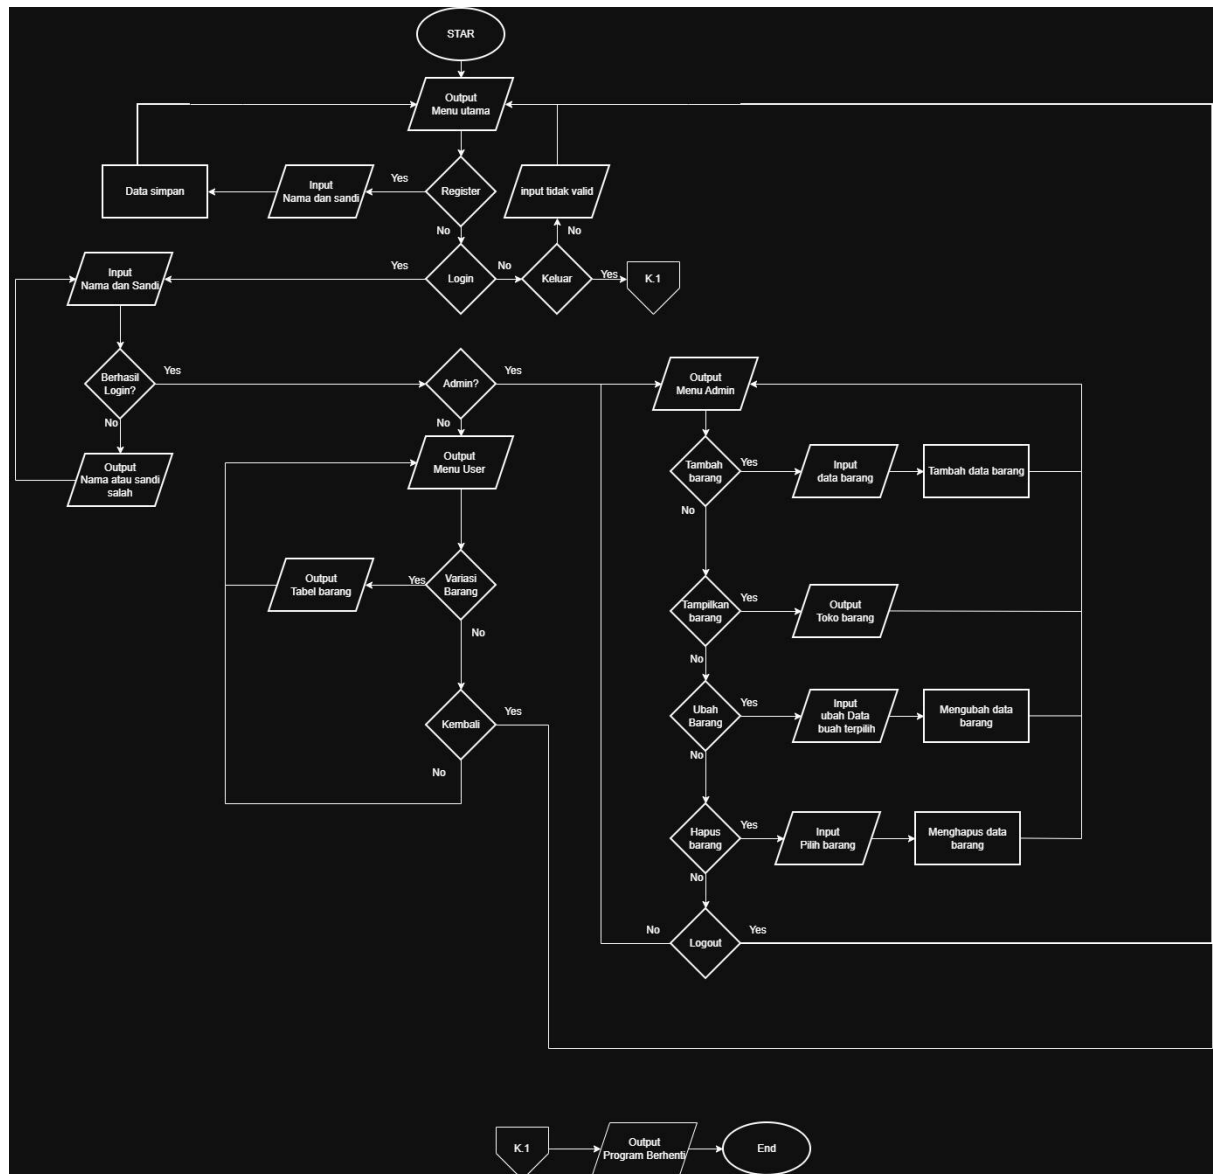 STAR
Output
Menu utama
Data simpan
Input
Nama dan sandi
Yes
Register
input tidak valid
No
No
Input
Nama dan Sandi
Yes
Login
No
Keluar
Yes
K.1
Berhasil
Login?
Yes
No
Output
Nama atau sandi
salah
Admin?
Yes
No
Output
Menu User
Output
Tabel barang
Yes
Variasi
Barang
No
Kembali
Yes
No
Output
Menu Admin
Tambah
barang
Yes
Input
data barang
Tambah data barang
No
Tampilkan
barang
Yes
Output
Toko barang
No
Ubah
Barang
Yes
Input
ubah Data
buah terpilih
Mengubah data
barang
No
Hapus
barang
Yes
Input
Pilih barang
Menghapus data
barang
No
No
Logout
Yes
K.1
Output
Program Berhenti
End